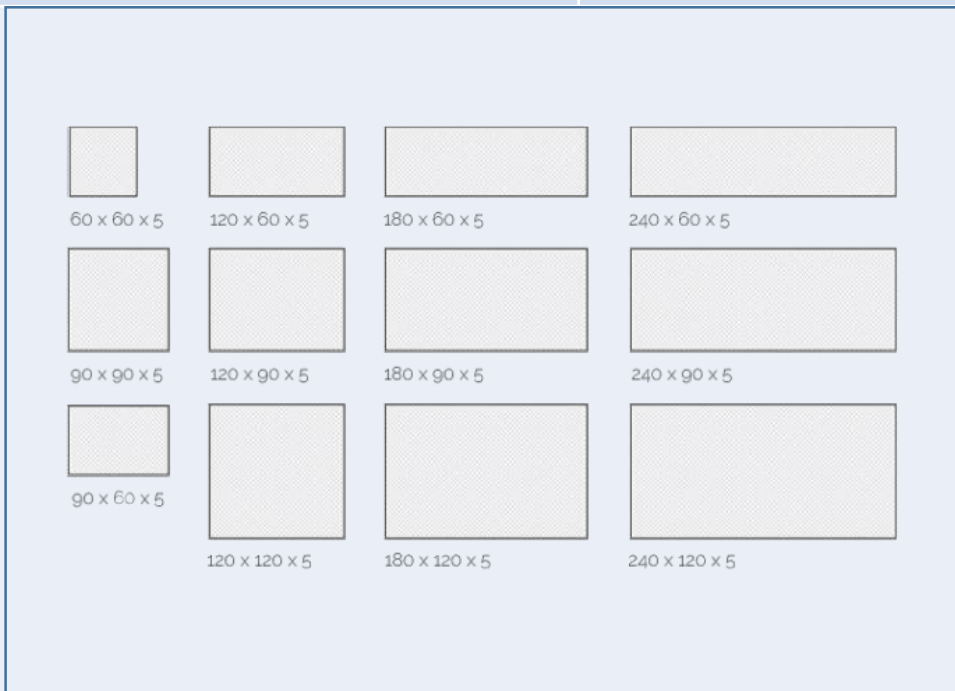 60 x 60 x 5
120 x 60 x 5
180 x 60 x 5
240 x 60 x 5
90 x 90 x 5
120 x 90 x 5
180 x 90 x 5
240 x 90 x 5
90 x 60 x 5
120 x 120 x 5
180 x 120 x 5
240 x 120 x 5